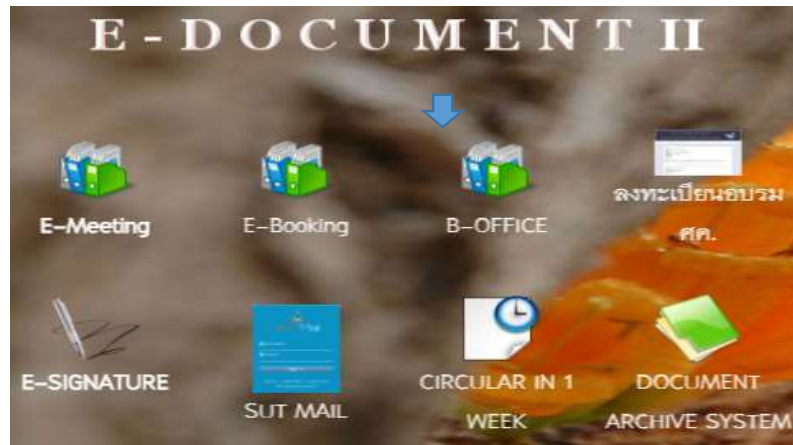 E-DOCUMENT II
E-Meeting
E-Booking
B-OFFICE
ลงทะเบียนอบรม
ศค.
E-SIGNATURE
SUT MAIL
CIRCULAR IN 1
WEEK
DOCUMENT
ARCHIVE SYSTEM